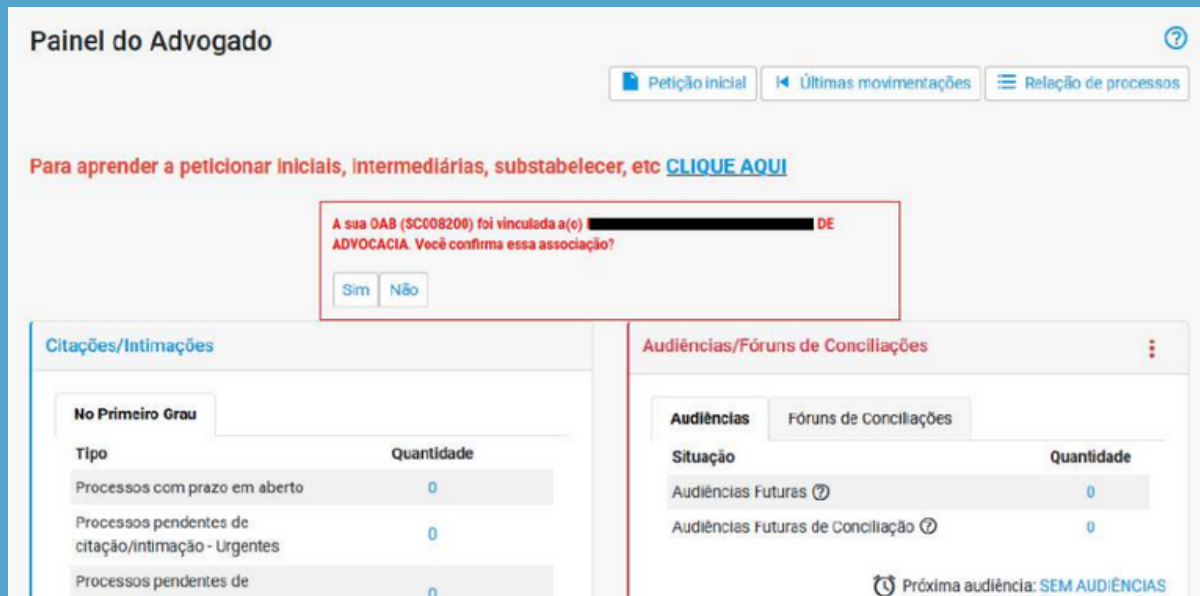 Painel do Advogado
Petição inicial
Últimas movimentações
Relação de processos
Para aprender a peticionar iniciais, intermediárias, substabelecer, etc CLIQUE AQUI
A sua OAB (SC008200) foi vinculada a(o) DE
ADVOCACIA. Você confirma essa associação?
Sim Não
Citações/Intimações
No Primeiro Grau
Tipo Quantidade
Processos com prazo em aberto 0
Processos pendentes de
citação/intimação - Urgentes 0
Processos pendentes de
0
Audiências/Fóruns de Conciliações
Audiências Fóruns de Conciliações
Situação Quantidade
Audiências Futuras 0
Audiências Futuras de Conciliação 0
Próxima audiência: SEM AUDIÊNCIAS